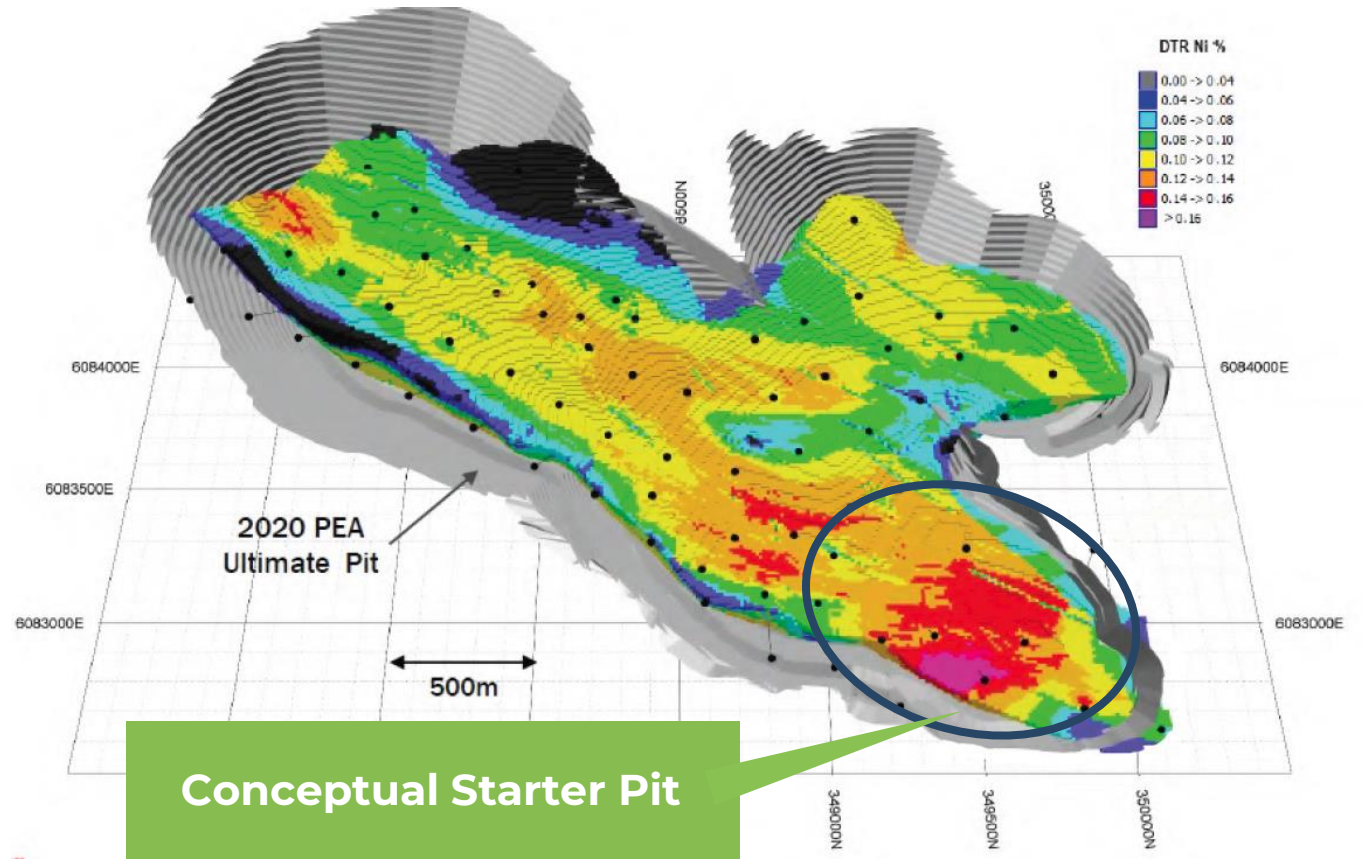 DTR Ni %
0.00 -> 0.04
0.04 -> 0.06
0.06 -> 0.08
0.08 -> 0.10
0.10 -> 0.12
0.12 -> 0.14
0.14 -> 0.16
>0.16
8500N
3500
6084000E
6084000E
6083500E
2020 PEA
Ultimate Pit
6083000E
6083000E
500m
Conceptual Starter Pit
349000N
349500N
350000N